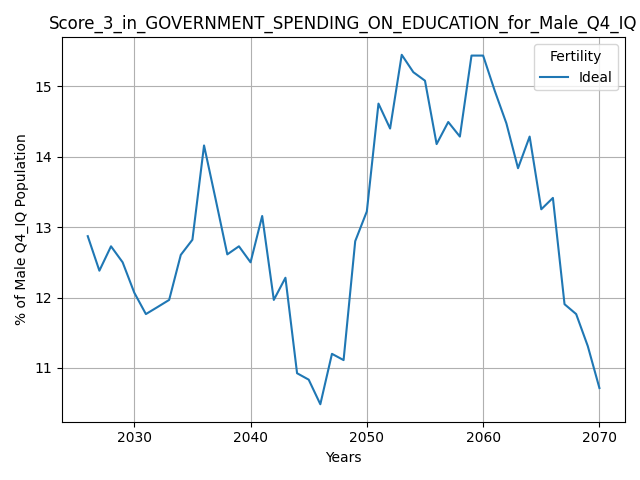 Score_3_in_GOVERNMENT_SPENDING_ON_EDUCATION_for_Male_Q4_IQ
Fertility
Ideal
% of Male Q4_IQ Population
15
14
13
12
11
2030 2040 2050 2060 2070
Years